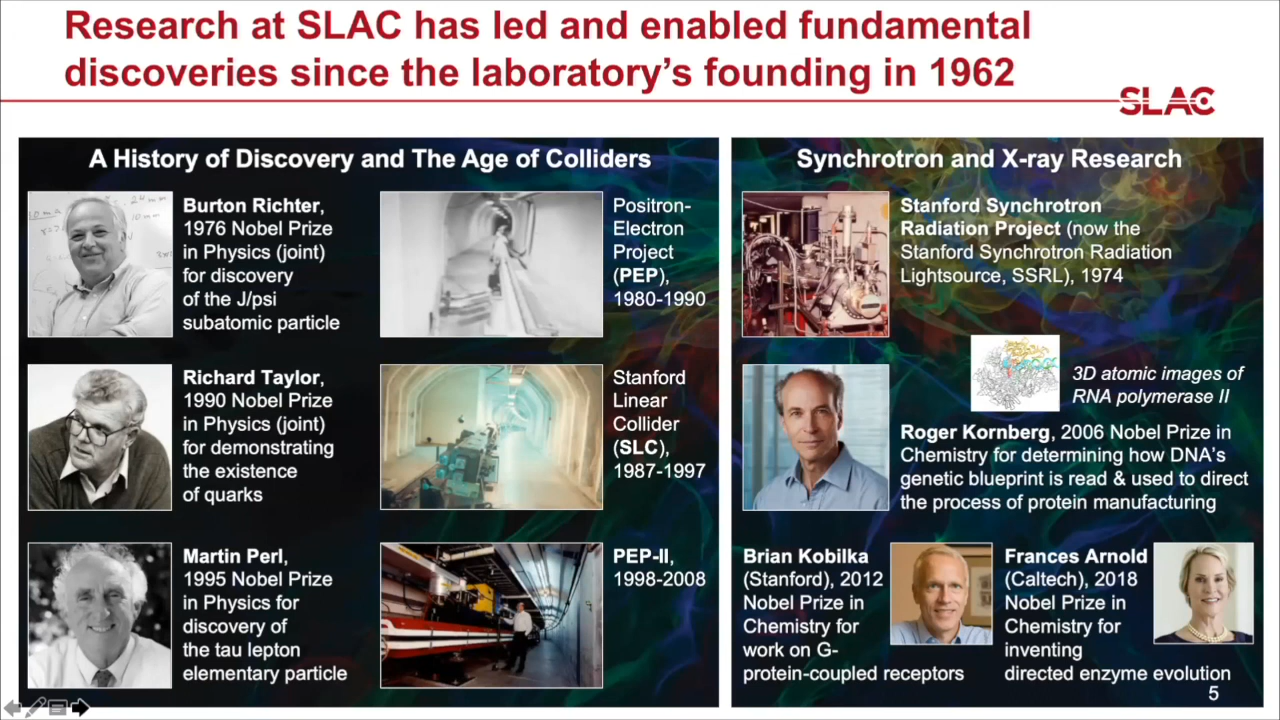 Research at SLAC has led and enabled fundamental
discoveries since the laboratory's founding in 1962
SLAC
A History of Discovery and The Age of Colliders
Burton Richter,
1976 Nobel Prize
in Physics (joint)
for discovery
of the J/psi
subatomic particle
Positron-
Electron
Project
(PEP),
1980-1990
Richard Taylor,
1990 Nobel Prize
in Physics (joint)
for demonstrating
the existence
of quarks
Stanford
Linear
Collider
(SLC),
1987-1997
Martin Perl,
1995 Nobel Prize
in Physics for
discovery of
the tau lepton
elementary particle
PEP-II,
1998-2008
Synchrotron and X-ray Research
Stanford Synchrotron
Radiation Project (now the
Stanford Synchrotron Radiation
Lightsource, SSRL), 1974
3D atomic images of
RNA polymerase II
Roger Kornberg, 2006 Nobel Prize in
Chemistry for determining how DNA's
genetic blueprint is read & used to direct
the process of protein manufacturing
Brian Kobilka
(Stanford), 2012
Nobel Prize in
Chemistry for
work on G-
protein-coupled receptors
Frances Arnold
(Caltech), 2018
Nobel Prize in
Chemistry for
inventing
directed enzyme evolution
5